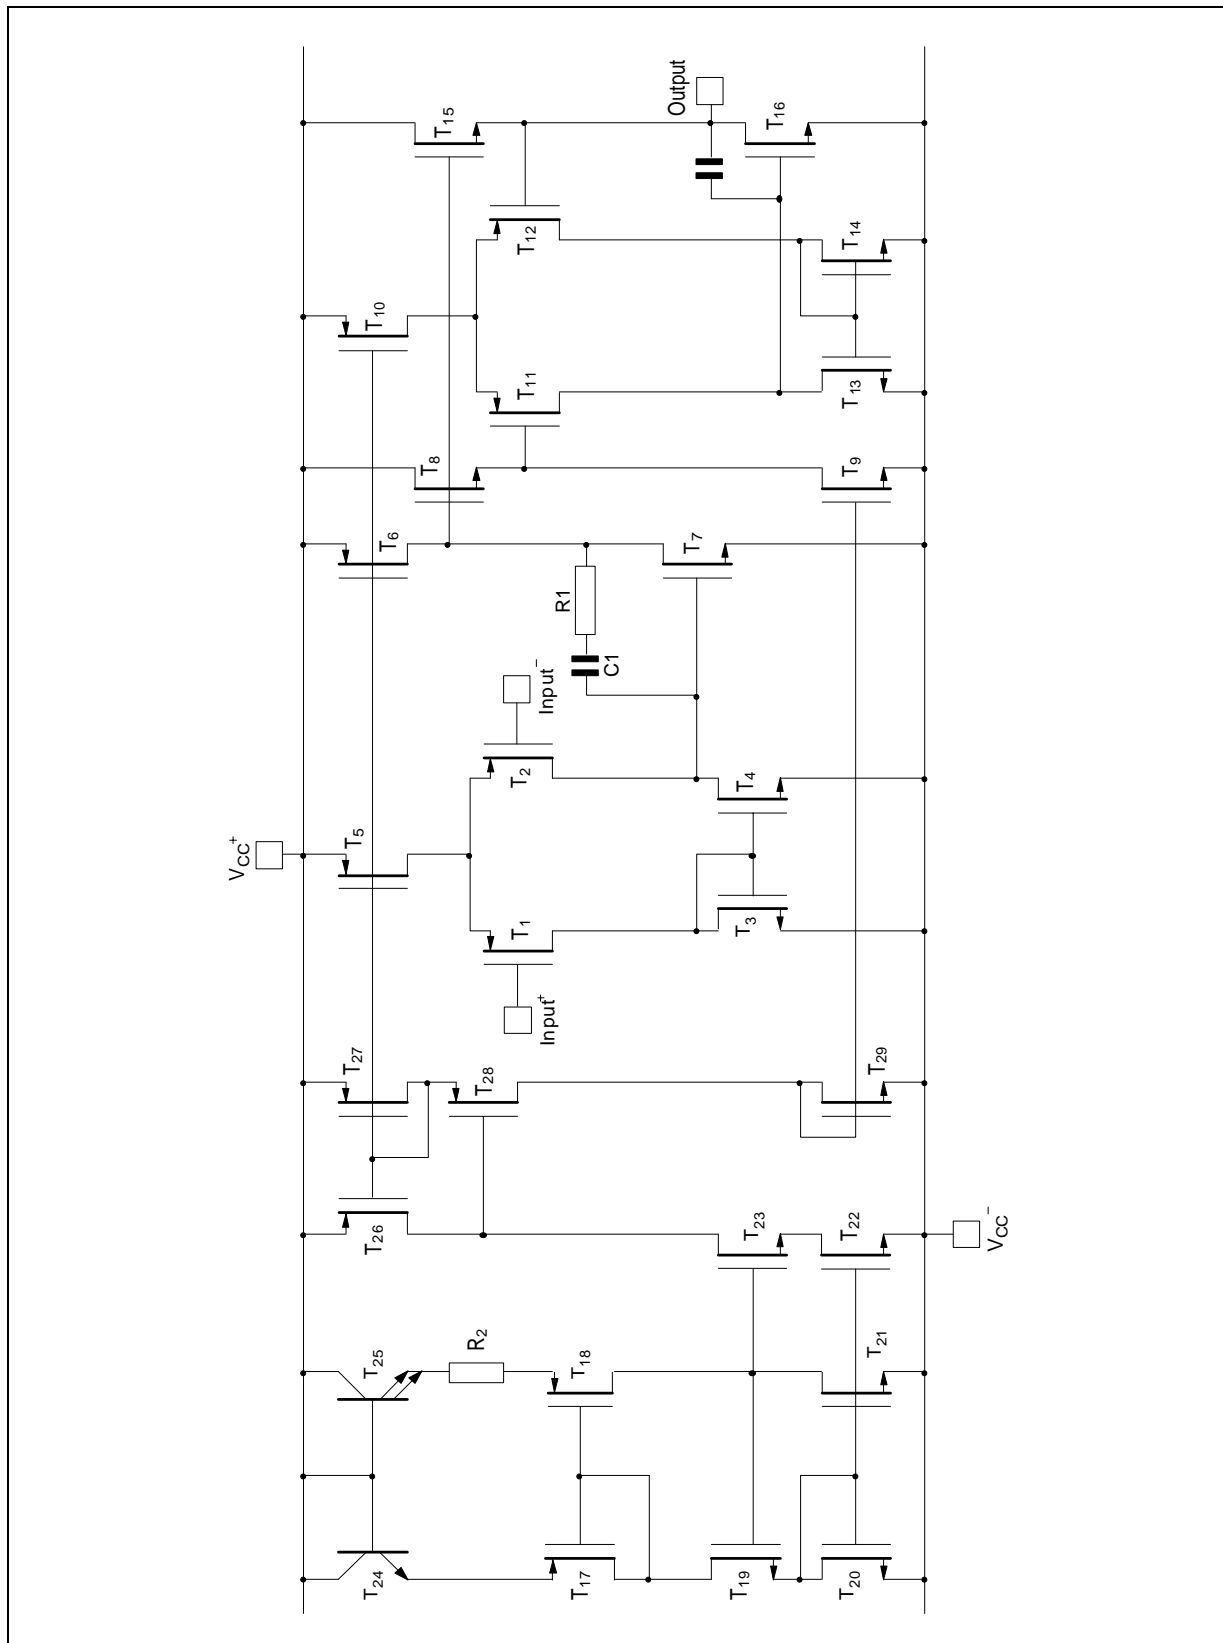 Output
T15
T16
T12
T14
T10
T11
T13
T8
T9
T6
T7
R1
C1
Input-
T2
T4
VCC+
T5
T1
T3
Input+
T27
T28
T29
T26
T23
T22
VCC-
T25
R2
T18
T21
T24
T17
T19
T20